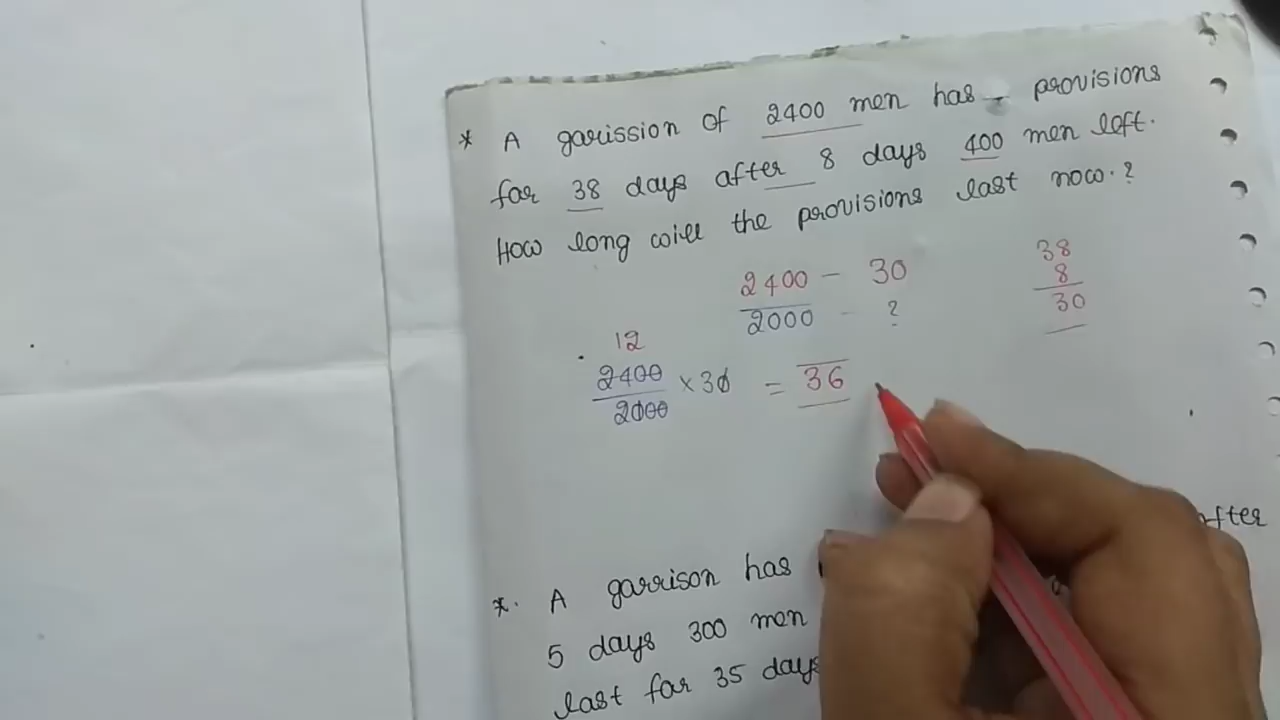 * A garission of 2400 men has provisions
for 38 days after 8 days 400 men left.
How long will the provisions last now.?
2400 - 30
2000 - ?
38
8
30
12
2400
2000
× 30 = 36
*. A garrison has after
5 days 300 men
last for 35 days